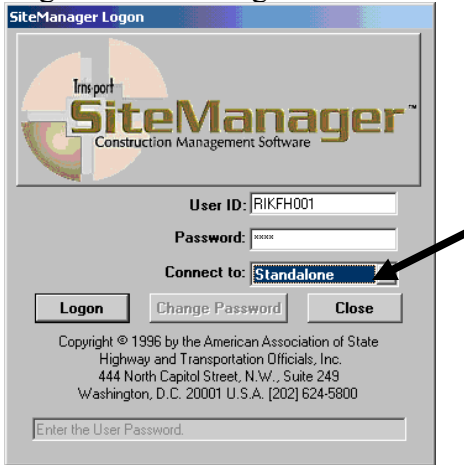 SiteManager Logon
Trns•port
SiteManager™
Construction Management Software
User ID: RIKFH001
Password: ××××
Connect to: Standalone
Logon Change Password Close
Copyright © 1996 by the American Association of State
Highway and Transportation Officials, Inc.
444 North Capitol Street, N.W., Suite 249
Washington, D.C. 20001 U.S.A. [202] 624-5800
Enter the User Password.